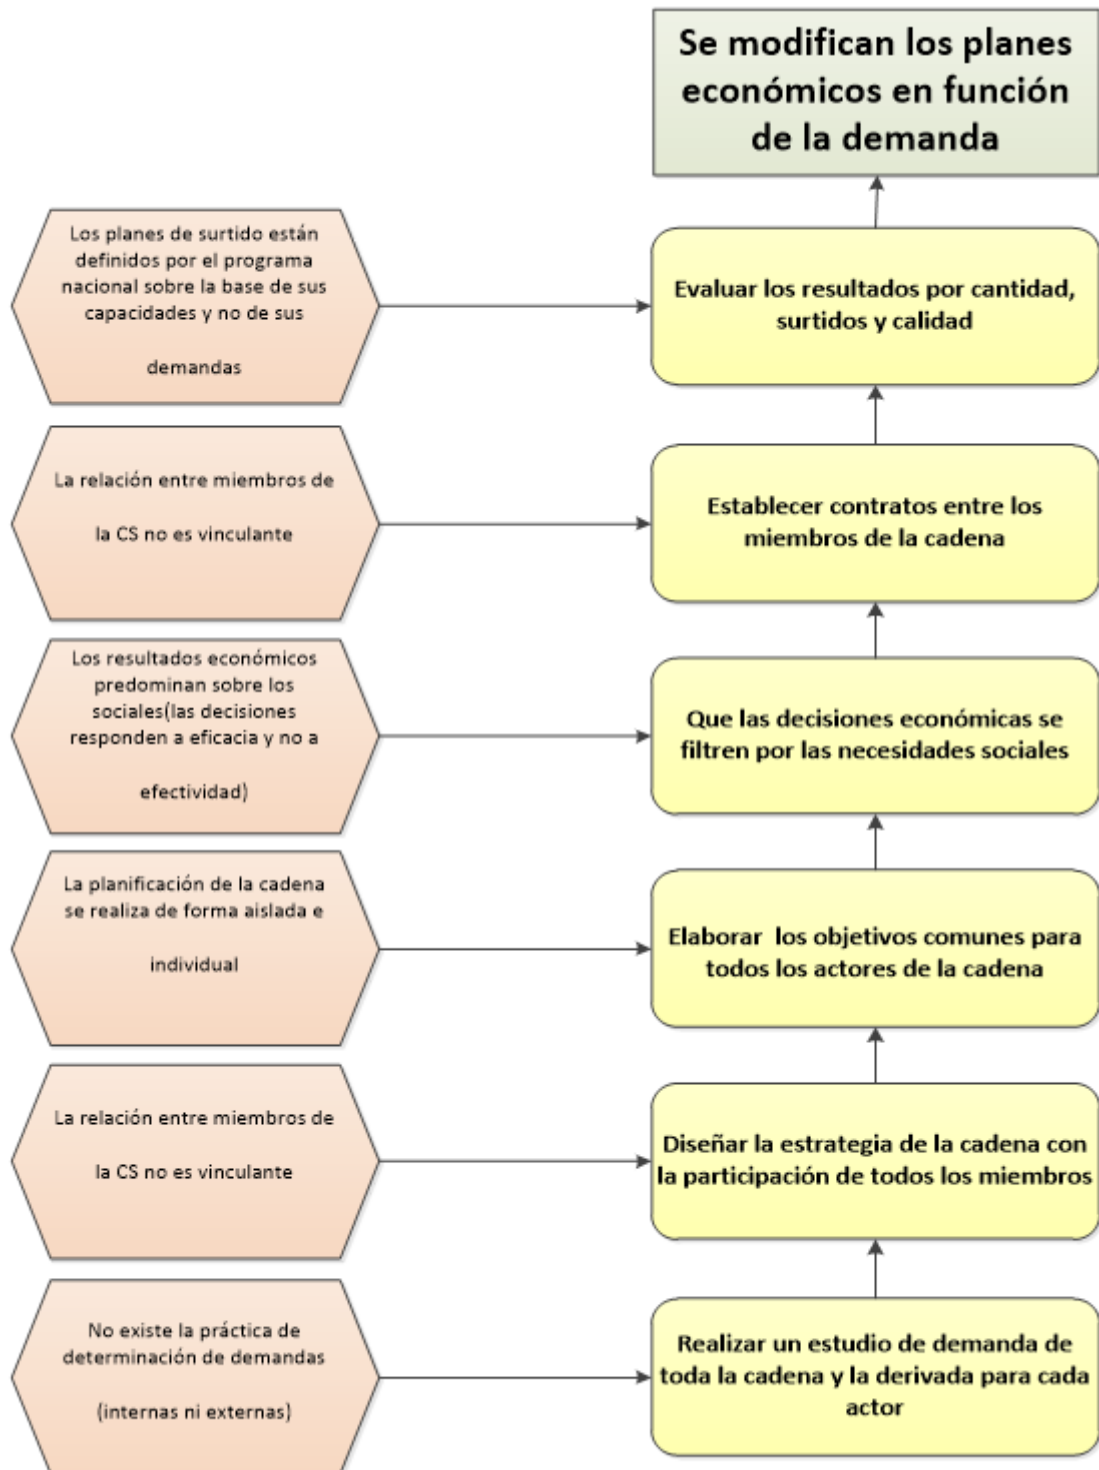 Se modifican los planes
económicos en función
de la demanda
Los planes de surtido están
definidos por el programa
nacional sobre la base de sus
capacidades y no de sus
demandas
Evaluar los resultados por cantidad,
surtidos y calidad
La relación entre miembros de
la CS no es vinculante
Establecer contratos entre los
miembros de la cadena
Los resultados económicos
predominan sobre los
sociales(las decisiones
responden a eficacia y no a
efectividad)
Que las decisiones económicas se
filtren por las necesidades sociales
La planificación de la cadena
se realiza de forma aislada e
individual
Elaborar  los objetivos comunes para
todos los actores de la cadena
La relación entre miembros de
la CS no es vinculante
Diseñar la estrategia de la cadena con
la participación de todos los miembros
No existe la práctica de
determinación de demandas
(internas ni externas)
Realizar un estudio de demanda de
toda la cadena y la derivada para cada
actor